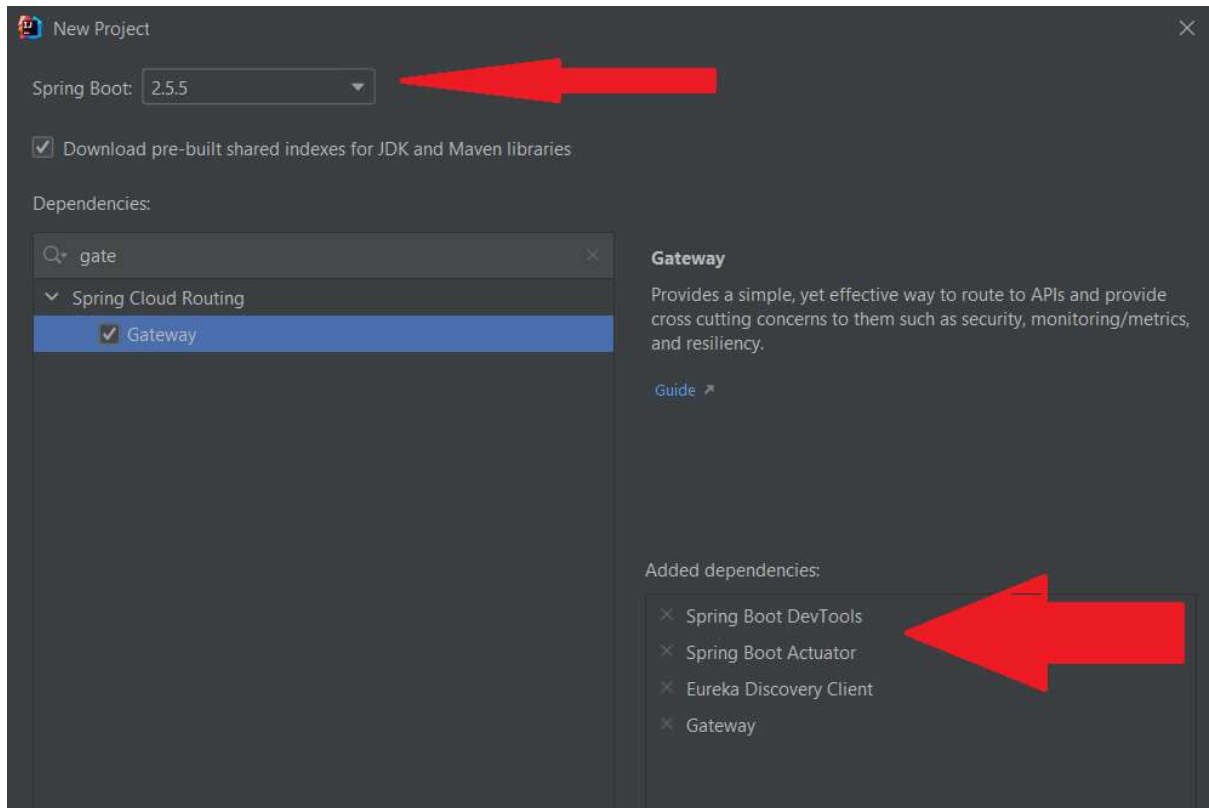 New Project
Spring Boot: 2.5.5
Download pre-built shared indexes for JDK and Maven libraries
Dependencies:
gate
Spring Cloud Routing
Gateway
Gateway
Provides a simple, yet effective way to route to APIs and provide
cross cutting concerns to them such as security, monitoring/metrics,
and resiliency.
Guide
Added dependencies:
Spring Boot DevTools
Spring Boot Actuator
Eureka Discovery Client
Gateway